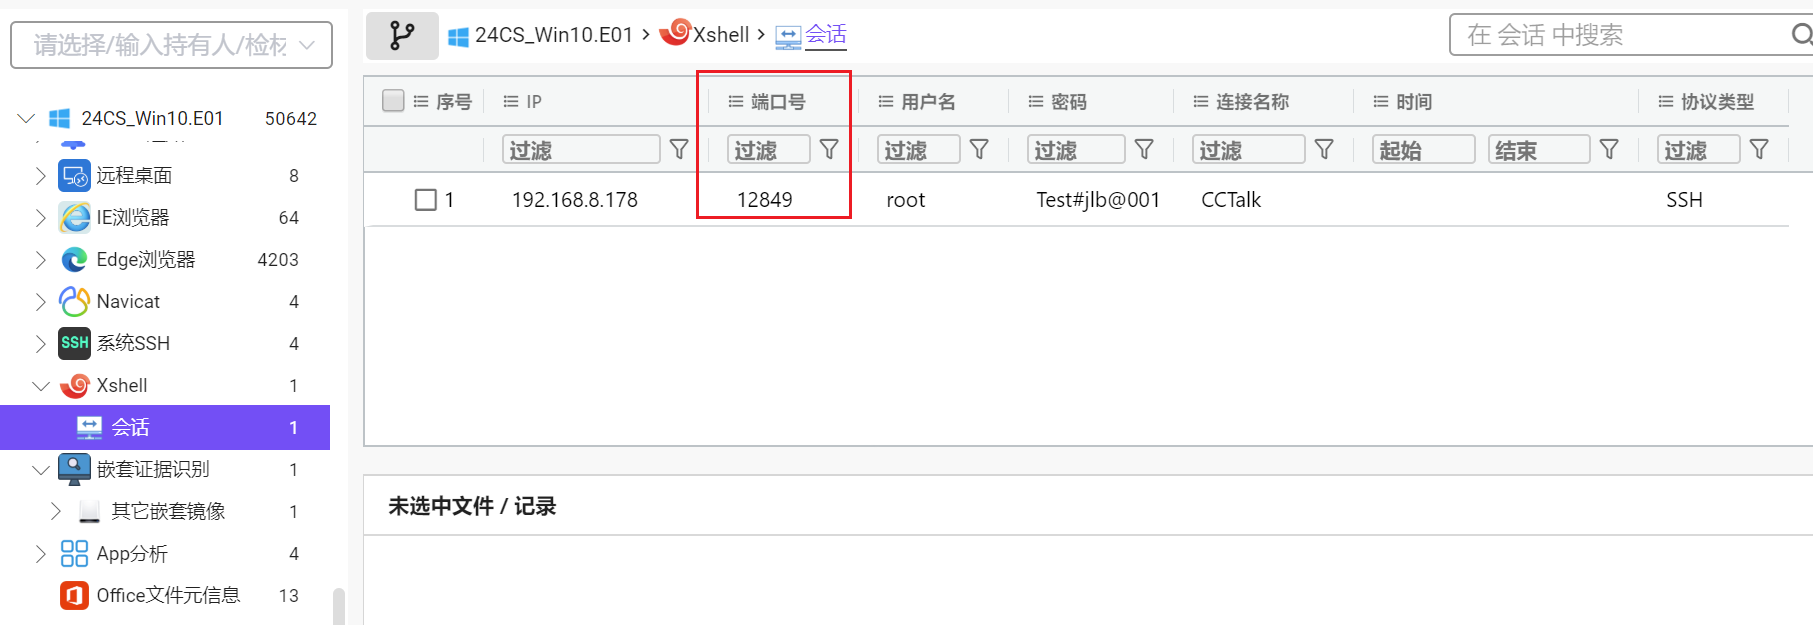 请选择/输入持有人/检材
24CS_Win10.E01 50642
远程桌面 8
IE浏览器 64
Edge浏览器 4203
Navicat 4
SSH 系统SSH 4
Xshell 1
会话 1
嵌套证据识别 1
其它嵌套镜像 1
App分析 4
Office文件元信息 13
24CS_Win10.E01 > Xshell > 会话
在 会话 中搜索
序号 IP 端口号 用户名 密码 连接名称 时间 协议类型
过滤 过滤 过滤 过滤 过滤 起始 结束 过滤
1 192.168.8.178 12849 root Test#jlb@001 CCTalk SSH
未选中文件 / 记录